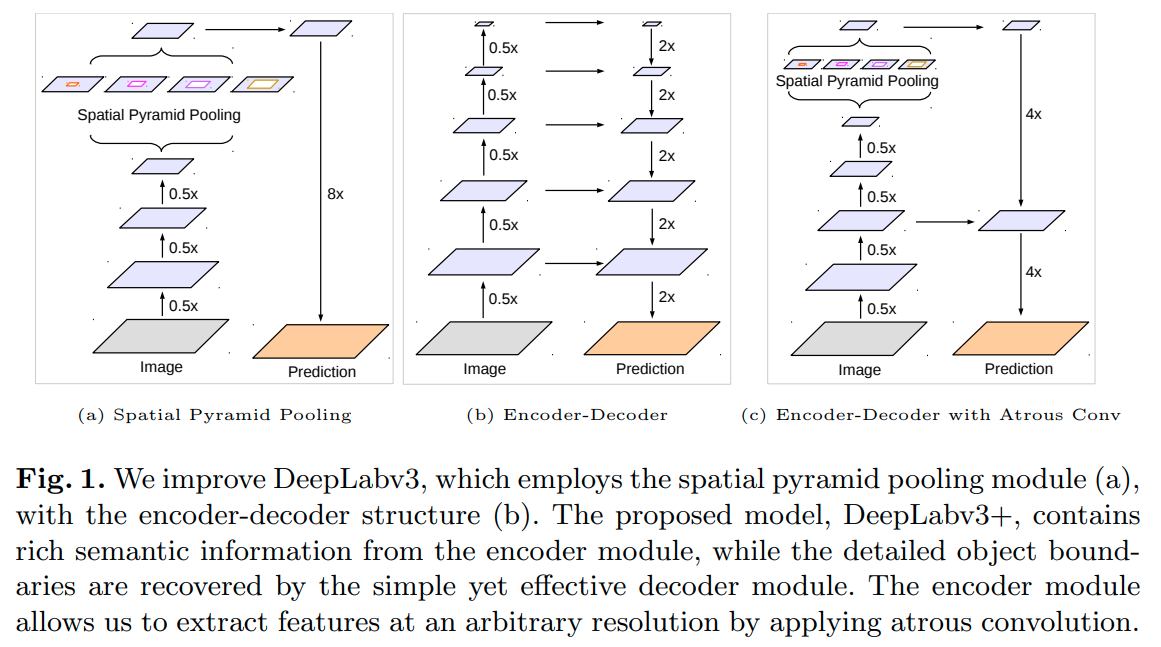 Spatial Pyramid Pooling
0.5x
0.5x
0.5x
8x
Image
Prediction
(a) Spatial Pyramid Pooling
0.5x
0.5x
0.5x
0.5x
0.5x
2x
2x
2x
2x
2x
Image
Prediction
(b) Encoder-Decoder
Spatial Pyramid Pooling
0.5x
0.5x
0.5x
0.5x
4x
4x
Image
Prediction
(c) Encoder-Decoder with Atrous Conv
Fig. 1. We improve DeepLabv3, which employs the spatial pyramid pooling module (a),
with the encoder-decoder structure (b). The proposed model, DeepLabv3+, contains
rich semantic information from the encoder module, while the detailed object bound-
aries are recovered by the simple yet effective decoder module. The encoder module
allows us to extract features at an arbitrary resolution by applying atrous convolution.